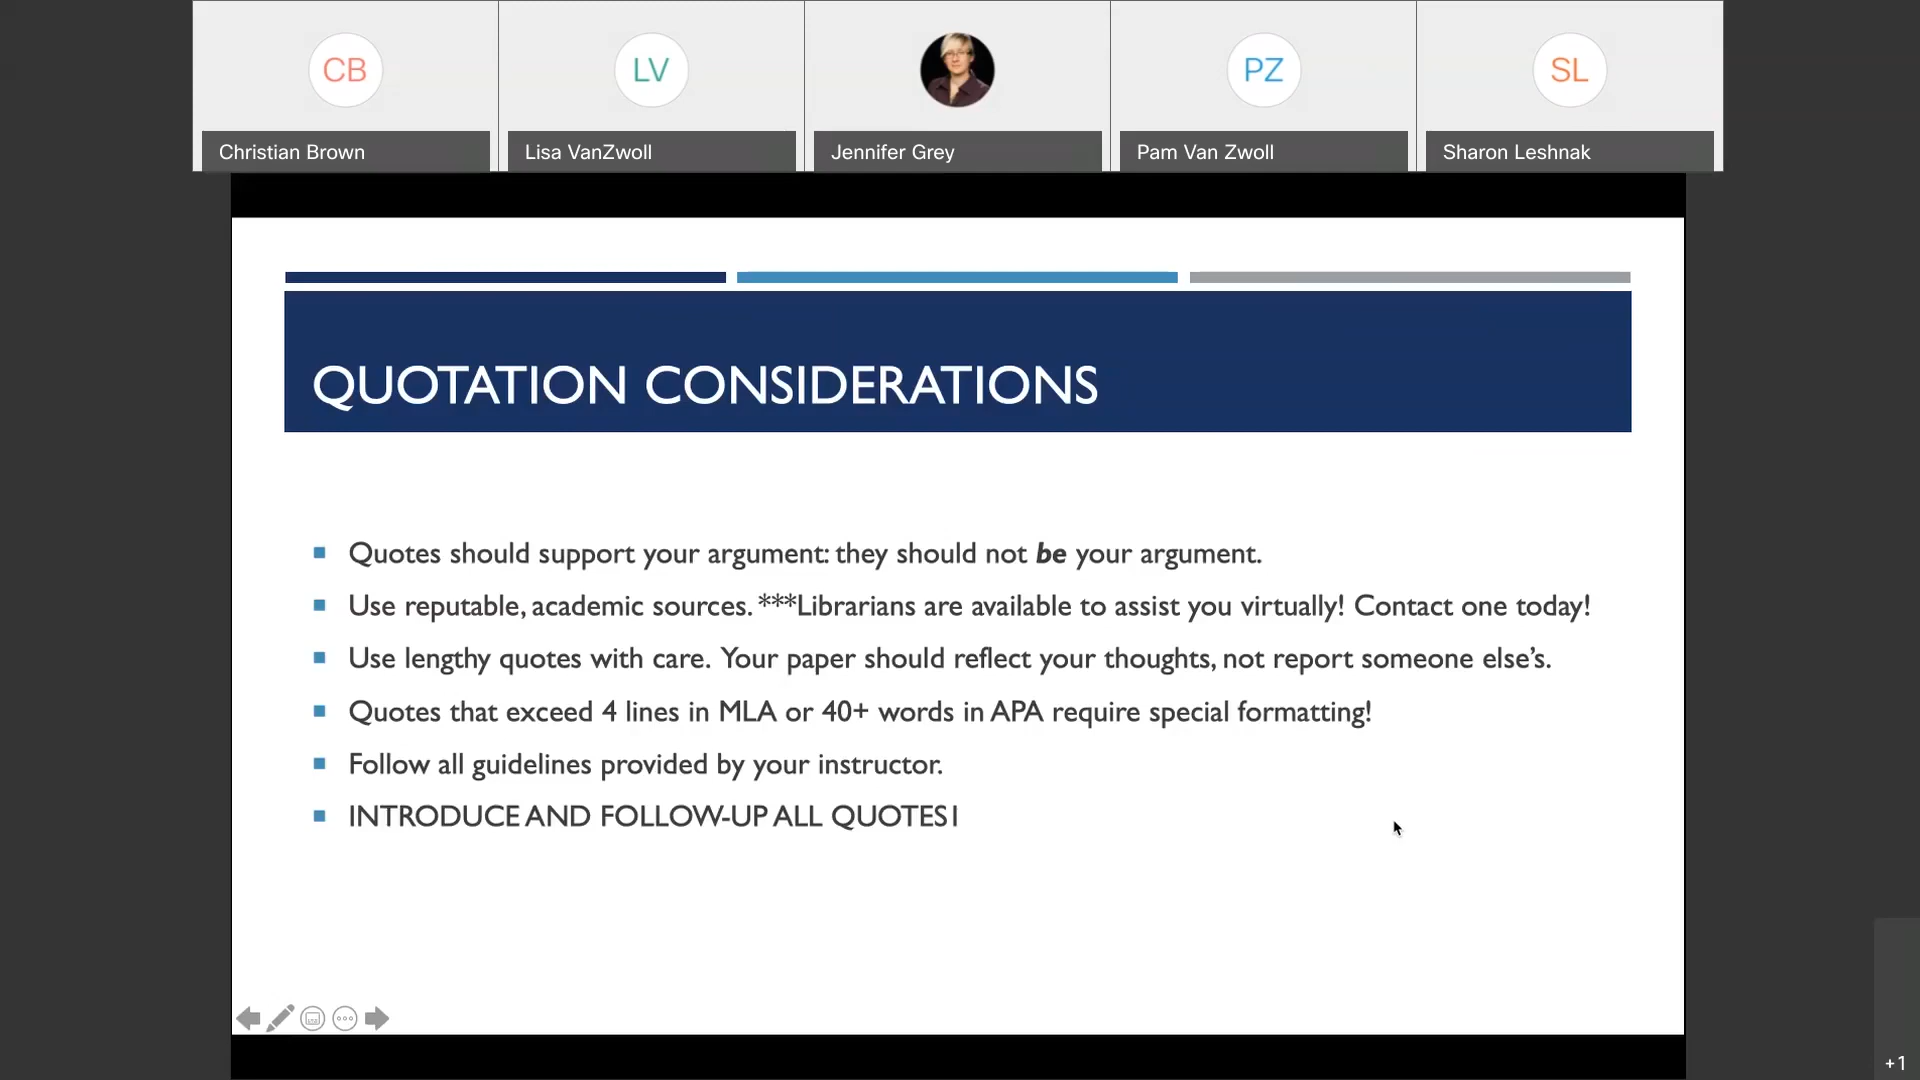 CB
LV
PZ
SL
Christian Brown
Lisa VanZwoll
Jennifer Grey
Pam Van Zwoll
Sharon Leshnak
QUOTATION CONSIDERATIONS
Quotes should support your argument: they should not be your argument.
Use reputable, academic sources. ***Librarians are available to assist you virtually! Contact one today!
Use lengthy quotes with care. Your paper should reflect your thoughts, not report someone else’s.
Quotes that exceed 4 lines in MLA or 40+ words in APA require special formatting!
Follow all guidelines provided by your instructor.
INTRODUCE AND FOLLOW-UP ALL QUOTES!
+1